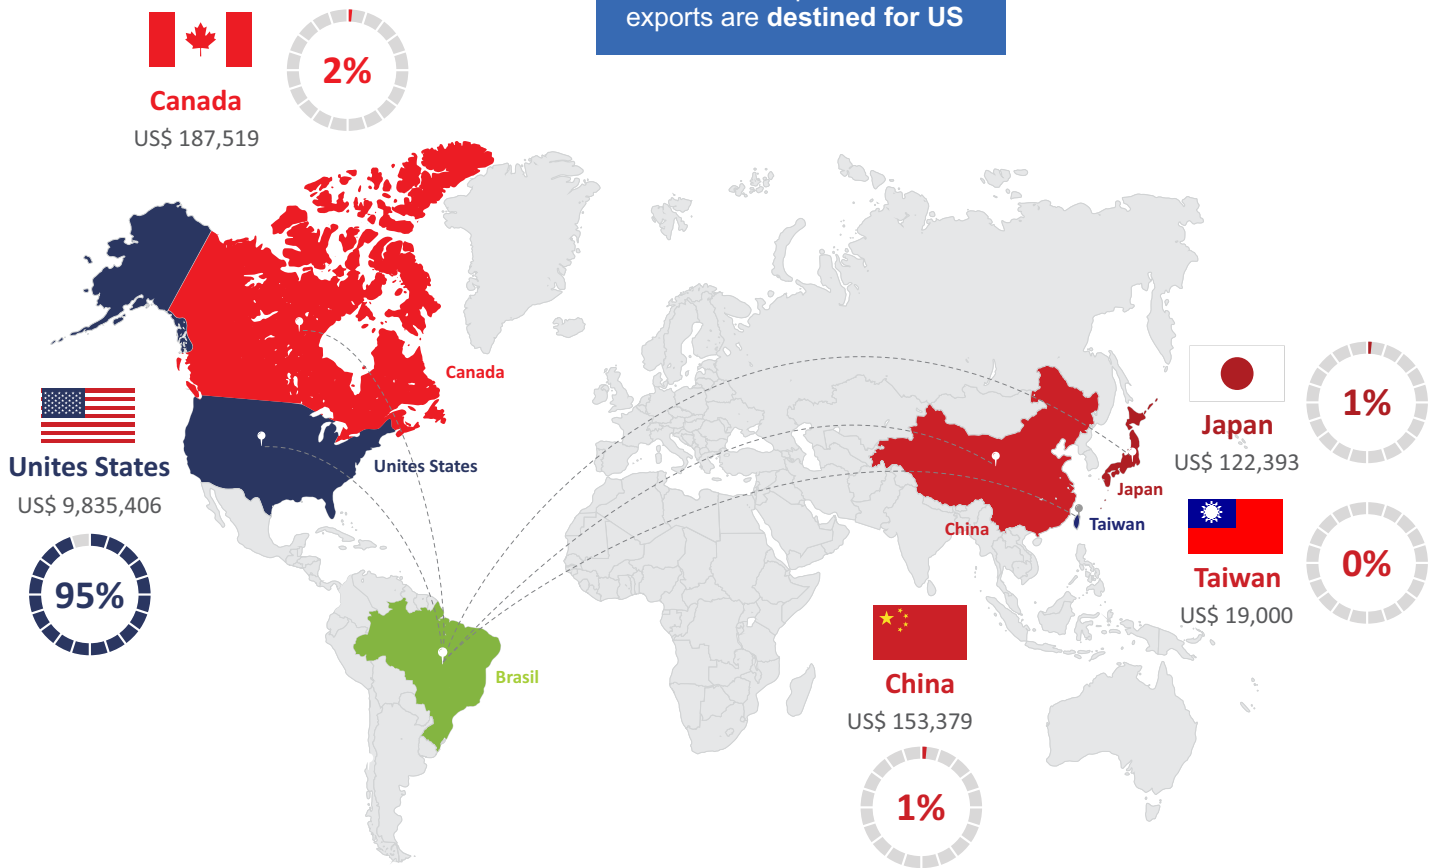 exports are destined for US
2%
Canada
US$ 187,519
Canada
Unites States
US$ 9,835,406
95%
Unites States
Brasil
1%
Japan
US$ 122,393
Japan
Taiwan
China
0%
Taiwan
US$ 19,000
China
US$ 153,379
1%